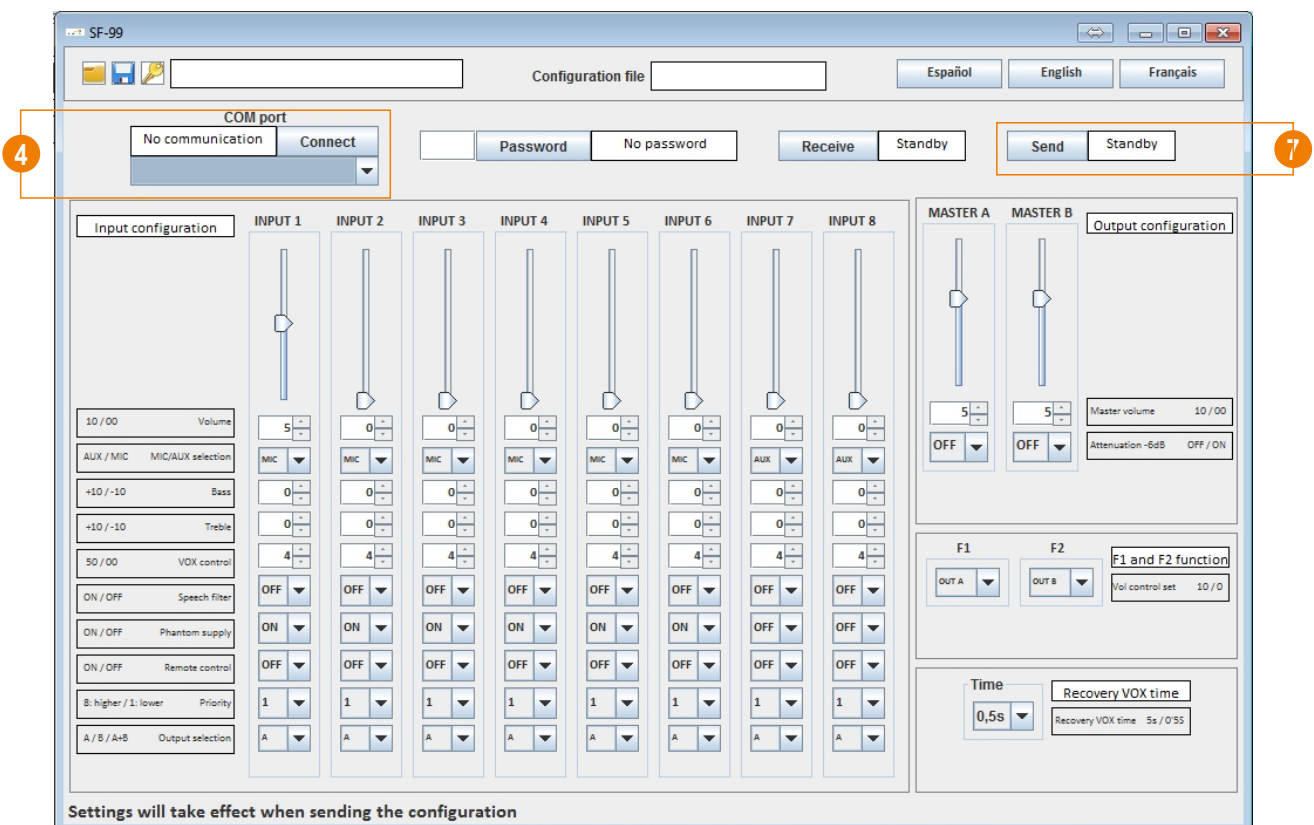 SF-99
Configuration file Español English Français
COM port
4 No communication Connect Password No password Receive Standby Send Standby 7
Input configuration INPUT 1 INPUT 2 INPUT 3 INPUT 4 INPUT 5 INPUT 6 INPUT 7 INPUT 8
10 / 00 Volume 5 0 0 0 0 0 0 0
AUX / MIC MIC/AUX selection MIC MIC MIC MIC MIC MIC AUX AUX
+10 / -10 Bass 0 0 0 0 0 0 0 0
+10 / -10 Treble 0 0 0 0 0 0 0 0
50 / 00 VOX control 4 4 4 4 4 4 4 4
ON / OFF Speech filter OFF OFF OFF OFF OFF OFF OFF OFF
ON / OFF Phantom supply ON ON ON ON ON ON OFF OFF
ON / OFF Remote control OFF OFF OFF OFF OFF OFF OFF OFF
8: higher / 1: lower Priority 1 1 1 1 1 1 1 1
A / B / A+B Output selection A A A A A A A A
MASTER A MASTER B Output configuration
5 5 Master volume 10 / 00
OFF OFF Attenuation -6dB OFF / ON
F1 F2 F1 and F2 function
OUT A OUT B Vol control set 10 / 0
Time Recovery VOX time
0,5s Recovery VOX time 5s / 0'5S
Settings will take effect when sending the configuration